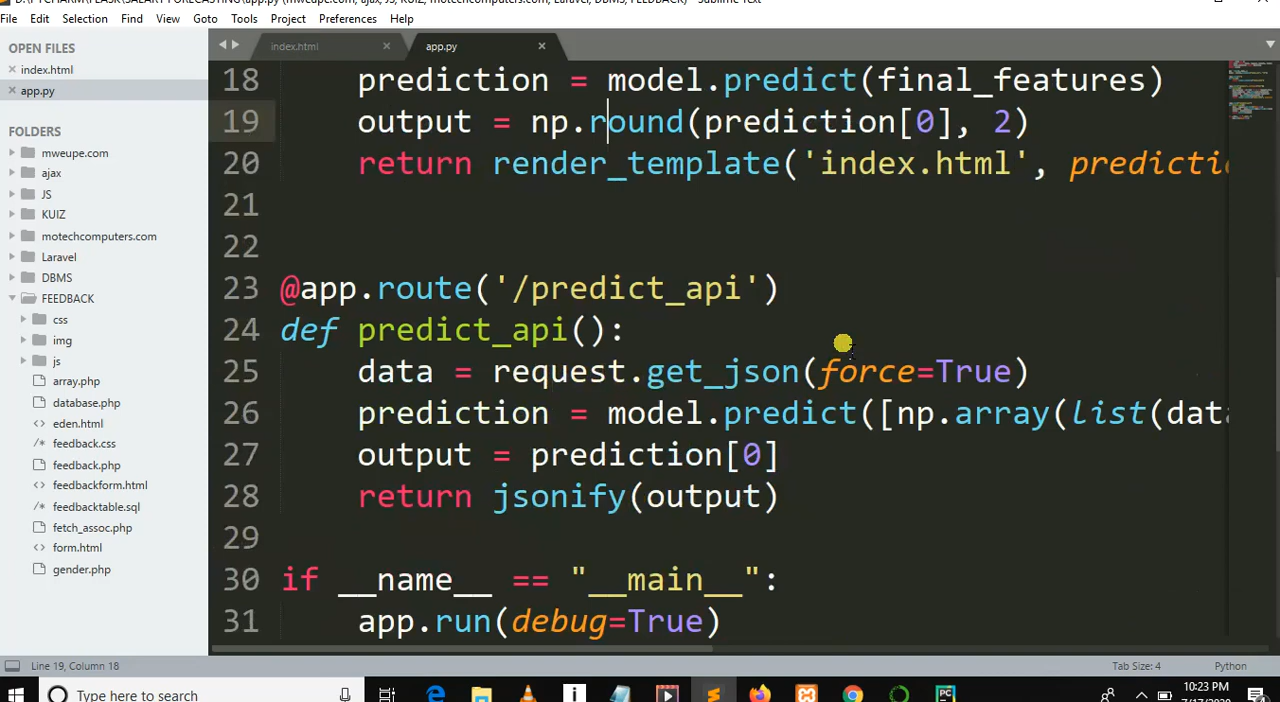 File Edit Selection Find View Goto Tools Project Preferences Help
OPEN FILES
index.html
app.py
FOLDERS
mweupe.com
ajax
JS
KUIZ
motechcomputers.com
Laravel
DBMS
FEEDBACK
css
img
js
array.php
database.php
eden.html
feedback.css
feedback.php
feedbackform.html
feedbacktable.sql
fetch_assoc.php
form.html
gender.php
index.html
app.py
18 prediction = model.predict(final_features)
19 output = np.round(prediction[0], 2)
20 return render_template('index.html', predicti
21
22
23 @app.route('/predict_api')
24 def predict_api():
25 data = request.get_json(force=True)
26 prediction = model.predict([np.array(list(data
27 output = prediction[0]
28 return jsonify(output)
29
30 if __name__ == "__main__":
31 app.run(debug=True)
Line 19, Column 18
Tab Size: 4
Python
Type here to search
10:23 PM